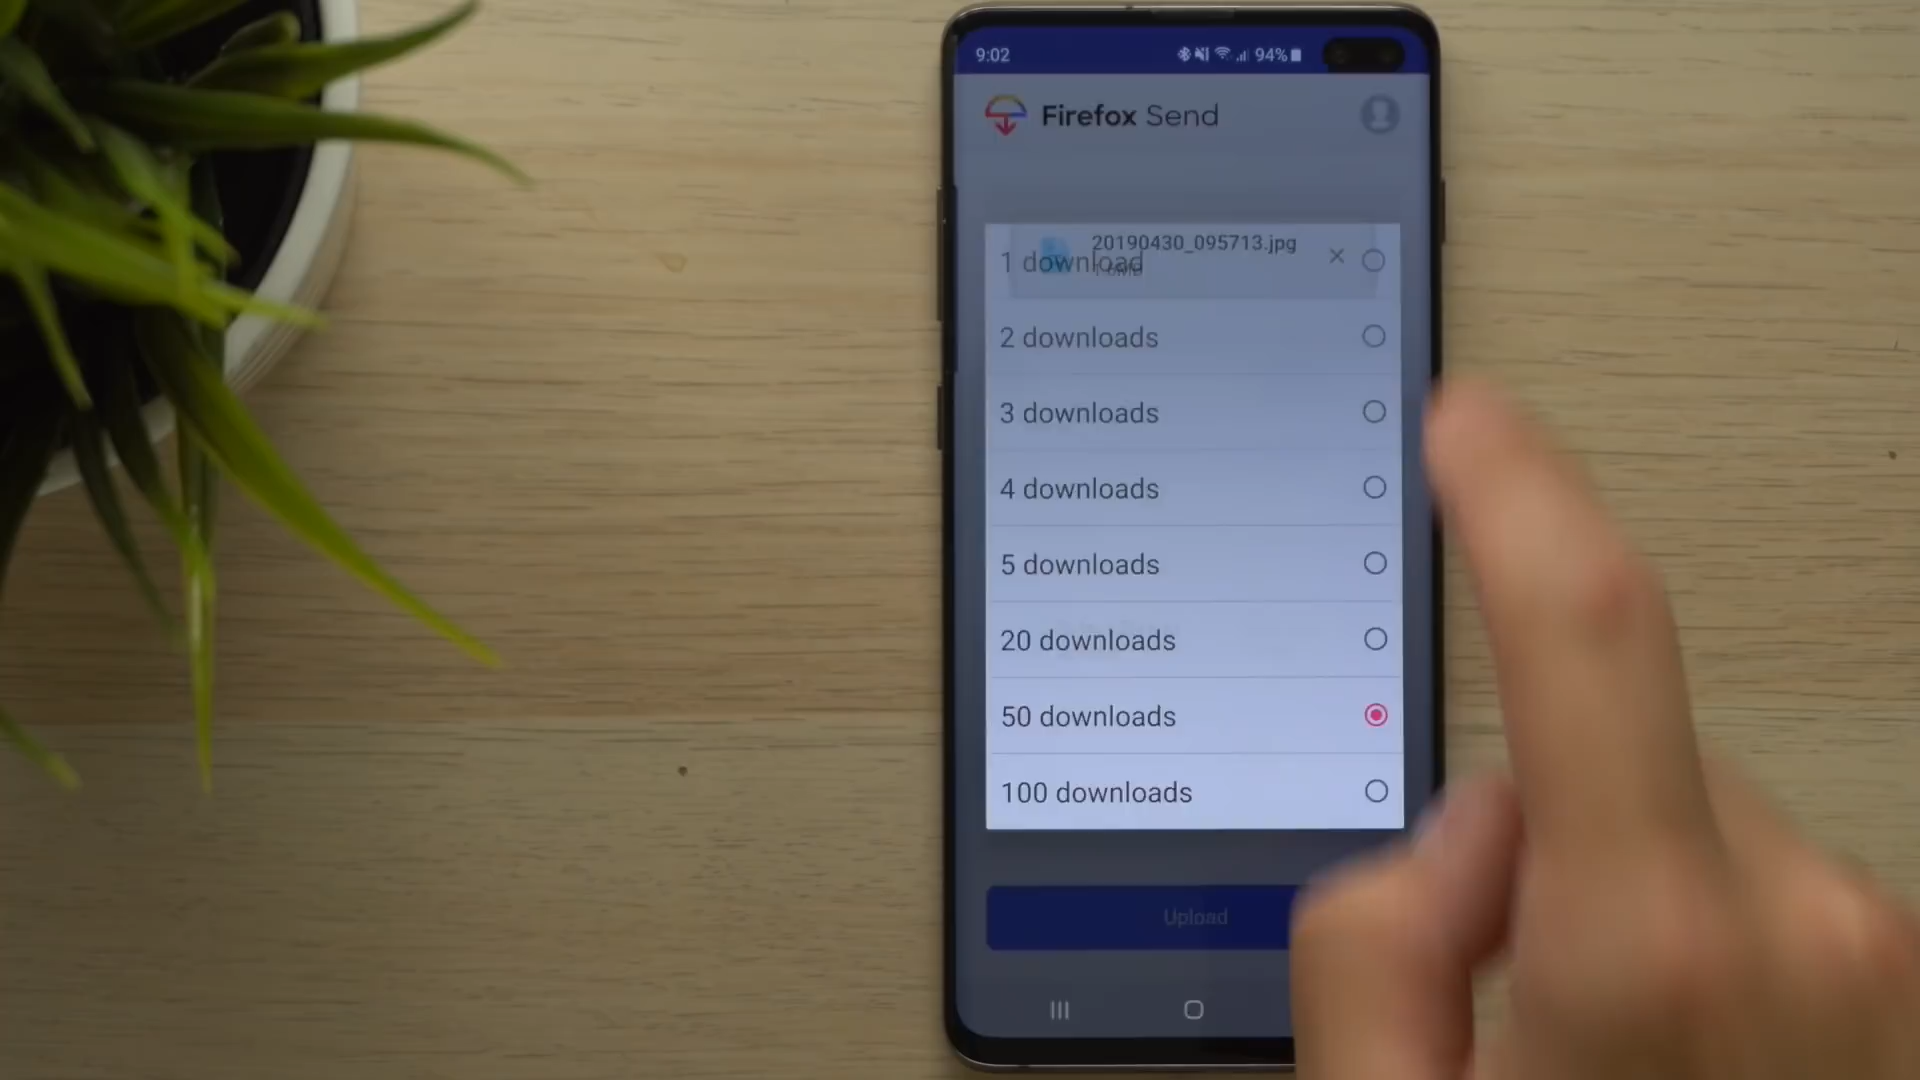 9:02 94%
Firefox Send
20190430_095713.jpg
1 download
2 downloads
3 downloads
4 downloads
5 downloads
20 downloads
50 downloads
100 downloads
Upload